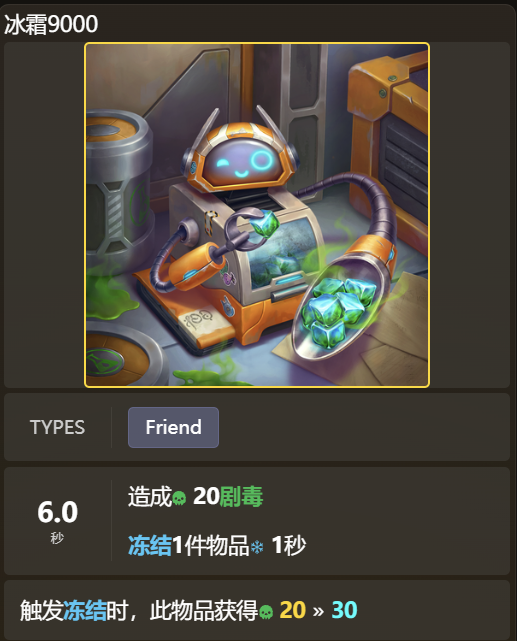 冰霜9000
TYPES
Friend
6.0
秒
造成 20剧毒
冻结1件物品 1秒
触发冻结时，此物品获得 20 » 30